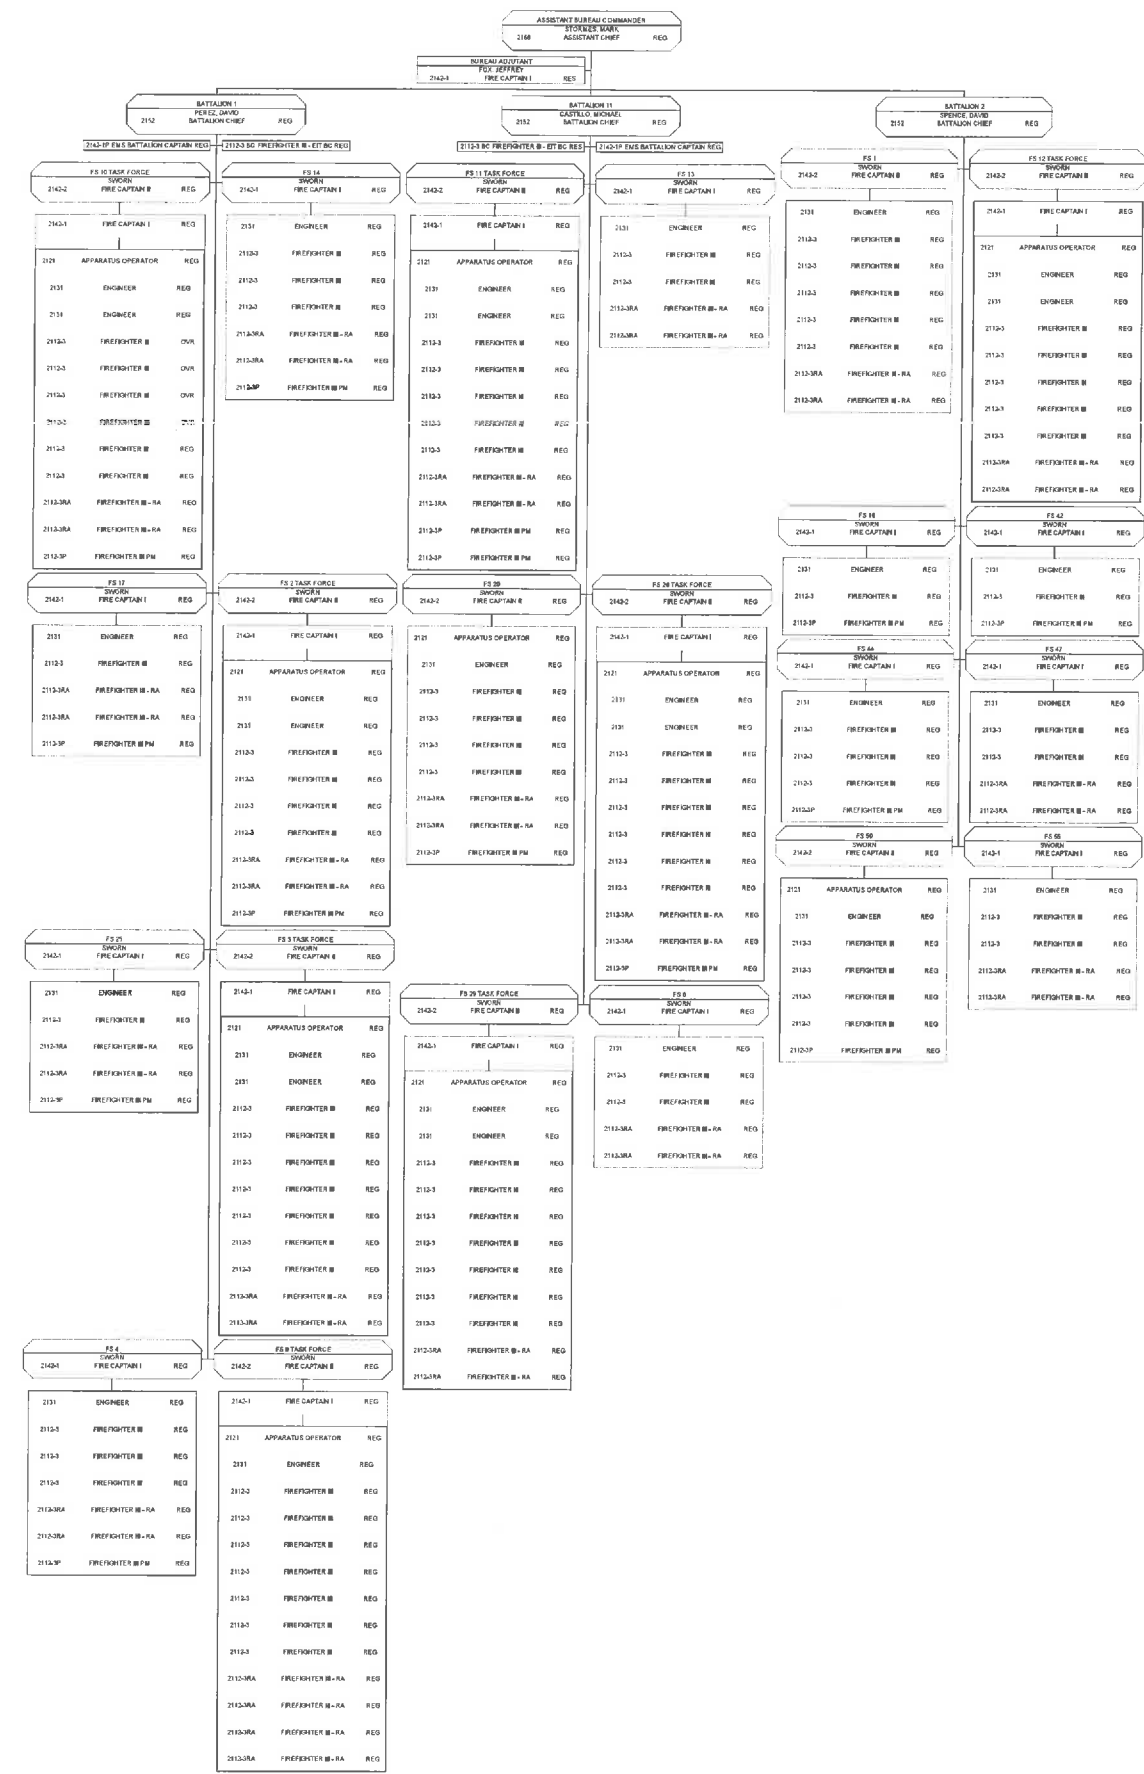 ASSISTANT BUREAU COMMANDER
STORMES, MARK
2166 ASSISTANT CHIEF REG
BUREAU ADJUTANT
FOX, JEFFREY
2142-1 FIRE CAPTAIN I RES
BATTALION 1
PEREZ, DAVID
2152 BATTALION CHIEF REG
BATTALION 11
CASTILLO, MICHAEL
2152 BATTALION CHIEF REG
BATTALION 2
SPENCE, DAVID
2152 BATTALION CHIEF REG
2142-1P EMS BATTALION CAPTAIN REG
2112-3 BC FIREFIGHTER III - EIT BC REG
2112-3 BC FIREFIGHTER III - EIT BC RES
2142-1P EMS BATTALION CAPTAIN REG
FS 10 TASK FORCE
SWORN
2142-2 FIRE CAPTAIN II REG
2142-1 FIRE CAPTAIN I REG
2121 APPARATUS OPERATOR REG
2131 ENGINEER REG
2131 ENGINEER REG
2112-3 FIREFIGHTER III OVR
2112-3 FIREFIGHTER III OVR
2112-3 FIREFIGHTER III OVR
2112-3 FIREFIGHTER III OVR
2112-3 FIREFIGHTER III REG
2112-3 FIREFIGHTER III REG
2112-3RA FIREFIGHTER III - RA REG
2112-3RA FIREFIGHTER III - RA REG
2112-3P FIREFIGHTER III PM REG
FS 14
SWORN
2142-1 FIRE CAPTAIN I REG
2131 ENGINEER REG
2112-3 FIREFIGHTER III REG
2112-3 FIREFIGHTER III REG
2112-3 FIREFIGHTER III REG
2112-3RA FIREFIGHTER III - RA REG
2112-3RA FIREFIGHTER III - RA REG
2112-3P FIREFIGHTER III PM REG
FS 11 TASK FORCE
SWORN
2142-2 FIRE CAPTAIN II REG
2142-1 FIRE CAPTAIN I REG
2121 APPARATUS OPERATOR REG
2131 ENGINEER REG
2131 ENGINEER REG
2112-3 FIREFIGHTER III REG
2112-3 FIREFIGHTER III REG
2112-3 FIREFIGHTER III REG
2112-3 FIREFIGHTER III REG
2112-3 FIREFIGHTER III REG
2112-3RA FIREFIGHTER III - RA REG
2112-3RA FIREFIGHTER III - RA REG
2112-3P FIREFIGHTER III PM REG
2112-3P FIREFIGHTER III PM REG
FS 13
SWORN
2142-1 FIRE CAPTAIN I REG
2131 ENGINEER REG
2112-3 FIREFIGHTER III REG
2112-3 FIREFIGHTER III REG
2112-3RA FIREFIGHTER III - RA REG
2112-3RA FIREFIGHTER III - RA REG
FS 1
SWORN
2142-2 FIRE CAPTAIN II REG
2131 ENGINEER REG
2112-3 FIREFIGHTER III REG
2112-3 FIREFIGHTER III REG
2112-3 FIREFIGHTER III REG
2112-3 FIREFIGHTER III REG
2112-3 FIREFIGHTER III REG
2112-3RA FIREFIGHTER III - RA REG
2112-3RA FIREFIGHTER III - RA REG
FS 12 TASK FORCE
SWORN
2142-2 FIRE CAPTAIN II REG
2142-1 FIRE CAPTAIN I REG
2121 APPARATUS OPERATOR REG
2131 ENGINEER REG
2131 ENGINEER REG
2112-3 FIREFIGHTER III REG
2112-3 FIREFIGHTER III REG
2112-3 FIREFIGHTER III REG
2112-3 FIREFIGHTER III REG
2112-3 FIREFIGHTER III REG
2112-3RA FIREFIGHTER III - RA REG
2112-3RA FIREFIGHTER III - RA REG
FS 16
SWORN
2142-1 FIRE CAPTAIN I REG
2131 ENGINEER REG
2112-3 FIREFIGHTER III REG
2112-3P FIREFIGHTER III PM REG
FS 42
SWORN
2142-1 FIRE CAPTAIN I REG
2131 ENGINEER REG
2112-3 FIREFIGHTER III REG
2112-3P FIREFIGHTER III PM REG
FS 17
SWORN
2142-1 FIRE CAPTAIN I REG
2131 ENGINEER REG
2112-3 FIREFIGHTER III REG
2112-3RA FIREFIGHTER III - RA REG
2112-3RA FIREFIGHTER III - RA REG
2112-3P FIREFIGHTER III PM REG
FS 2 TASK FORCE
SWORN
2142-2 FIRE CAPTAIN II REG
2142-1 FIRE CAPTAIN I REG
2121 APPARATUS OPERATOR REG
2131 ENGINEER REG
2131 ENGINEER REG
2112-3 FIREFIGHTER III REG
2112-3 FIREFIGHTER III REG
2112-3 FIREFIGHTER III REG
2112-3 FIREFIGHTER III REG
2112-3RA FIREFIGHTER III - RA REG
2112-3RA FIREFIGHTER III - RA REG
2112-3P FIREFIGHTER III PM REG
FS 20
SWORN
2142-2 FIRE CAPTAIN II REG
2121 APPARATUS OPERATOR REG
2131 ENGINEER REG
2112-3 FIREFIGHTER III REG
2112-3 FIREFIGHTER III REG
2112-3 FIREFIGHTER III REG
2112-3 FIREFIGHTER III REG
2112-3RA FIREFIGHTER III - RA REG
2112-3RA FIREFIGHTER III - RA REG
2112-3P FIREFIGHTER III PM REG
FS 26 TASK FORCE
SWORN
2142-2 FIRE CAPTAIN II REG
2142-1 FIRE CAPTAIN I REG
2121 APPARATUS OPERATOR REG
2131 ENGINEER REG
2131 ENGINEER REG
2112-3 FIREFIGHTER III REG
2112-3 FIREFIGHTER III REG
2112-3 FIREFIGHTER III REG
2112-3 FIREFIGHTER III REG
2112-3 FIREFIGHTER III REG
2112-3 FIREFIGHTER III REG
2112-3RA FIREFIGHTER III - RA REG
2112-3RA FIREFIGHTER III - RA REG
2112-3P FIREFIGHTER III PM REG
FS 44
SWORN
2142-1 FIRE CAPTAIN I REG
2131 ENGINEER REG
2112-3 FIREFIGHTER III REG
2112-3 FIREFIGHTER III REG
2112-3 FIREFIGHTER III REG
2112-3P FIREFIGHTER III PM REG
FS 47
SWORN
2142-1 FIRE CAPTAIN I REG
2131 ENGINEER REG
2112-3 FIREFIGHTER III REG
2112-3 FIREFIGHTER III REG
2112-3RA FIREFIGHTER III - RA REG
2112-3RA FIREFIGHTER III - RA REG
FS 50
SWORN
2142-2 FIRE CAPTAIN II REG
2121 APPARATUS OPERATOR REG
2131 ENGINEER REG
2112-3 FIREFIGHTER III REG
2112-3 FIREFIGHTER III REG
2112-3 FIREFIGHTER III REG
2112-3 FIREFIGHTER III REG
2112-3P FIREFIGHTER III PM REG
FS 55
SWORN
2142-1 FIRE CAPTAIN I REG
2131 ENGINEER REG
2112-3 FIREFIGHTER III REG
2112-3 FIREFIGHTER III REG
2112-3RA FIREFIGHTER III - RA REG
2112-3RA FIREFIGHTER III - RA REG
FS 21
SWORN
2142-1 FIRE CAPTAIN I REG
2131 ENGINEER REG
2112-3 FIREFIGHTER III REG
2112-3RA FIREFIGHTER III - RA REG
2112-3RA FIREFIGHTER III - RA REG
2112-3P FIREFIGHTER III PM REG
FS 3 TASK FORCE
SWORN
2142-2 FIRE CAPTAIN II REG
2142-1 FIRE CAPTAIN I REG
2121 APPARATUS OPERATOR REG
2131 ENGINEER REG
2131 ENGINEER REG
2112-3 FIREFIGHTER III REG
2112-3 FIREFIGHTER III REG
2112-3 FIREFIGHTER III REG
2112-3 FIREFIGHTER III REG
2112-3 FIREFIGHTER III REG
2112-3 FIREFIGHTER III REG
2112-3 FIREFIGHTER III REG
2112-3RA FIREFIGHTER III - RA REG
2112-3RA FIREFIGHTER III - RA REG
FS 29 TASK FORCE
SWORN
2142-2 FIRE CAPTAIN II REG
2142-1 FIRE CAPTAIN I REG
2121 APPARATUS OPERATOR REG
2131 ENGINEER REG
2131 ENGINEER REG
2112-3 FIREFIGHTER III REG
2112-3 FIREFIGHTER III REG
2112-3 FIREFIGHTER III REG
2112-3 FIREFIGHTER III REG
2112-3 FIREFIGHTER III REG
2112-3 FIREFIGHTER III REG
2112-3 FIREFIGHTER III REG
2112-3RA FIREFIGHTER III - RA REG
2112-3RA FIREFIGHTER III - RA REG
FS 6
SWORN
2142-1 FIRE CAPTAIN I REG
2131 ENGINEER REG
2112-3 FIREFIGHTER III REG
2112-3 FIREFIGHTER III REG
2112-3RA FIREFIGHTER III - RA REG
2112-3RA FIREFIGHTER III - RA REG
FS 4
SWORN
2142-1 FIRE CAPTAIN I REG
2131 ENGINEER REG
2112-3 FIREFIGHTER III REG
2112-3 FIREFIGHTER III REG
2112-3 FIREFIGHTER III REG
2112-3RA FIREFIGHTER III - RA REG
2112-3RA FIREFIGHTER III - RA REG
2112-3P FIREFIGHTER III PM REG
FS 9 TASK FORCE
SWORN
2142-2 FIRE CAPTAIN II REG
2142-1 FIRE CAPTAIN I REG
2121 APPARATUS OPERATOR REG
2131 ENGINEER REG
2112-3 FIREFIGHTER III REG
2112-3 FIREFIGHTER III REG
2112-3 FIREFIGHTER III REG
2112-3 FIREFIGHTER III REG
2112-3 FIREFIGHTER III REG
2112-3 FIREFIGHTER III REG
2112-3 FIREFIGHTER III REG
2112-3RA FIREFIGHTER III - RA REG
2112-3RA FIREFIGHTER III - RA REG
2112-3RA FIREFIGHTER III - RA REG
2112-3RA FIREFIGHTER III - RA REG